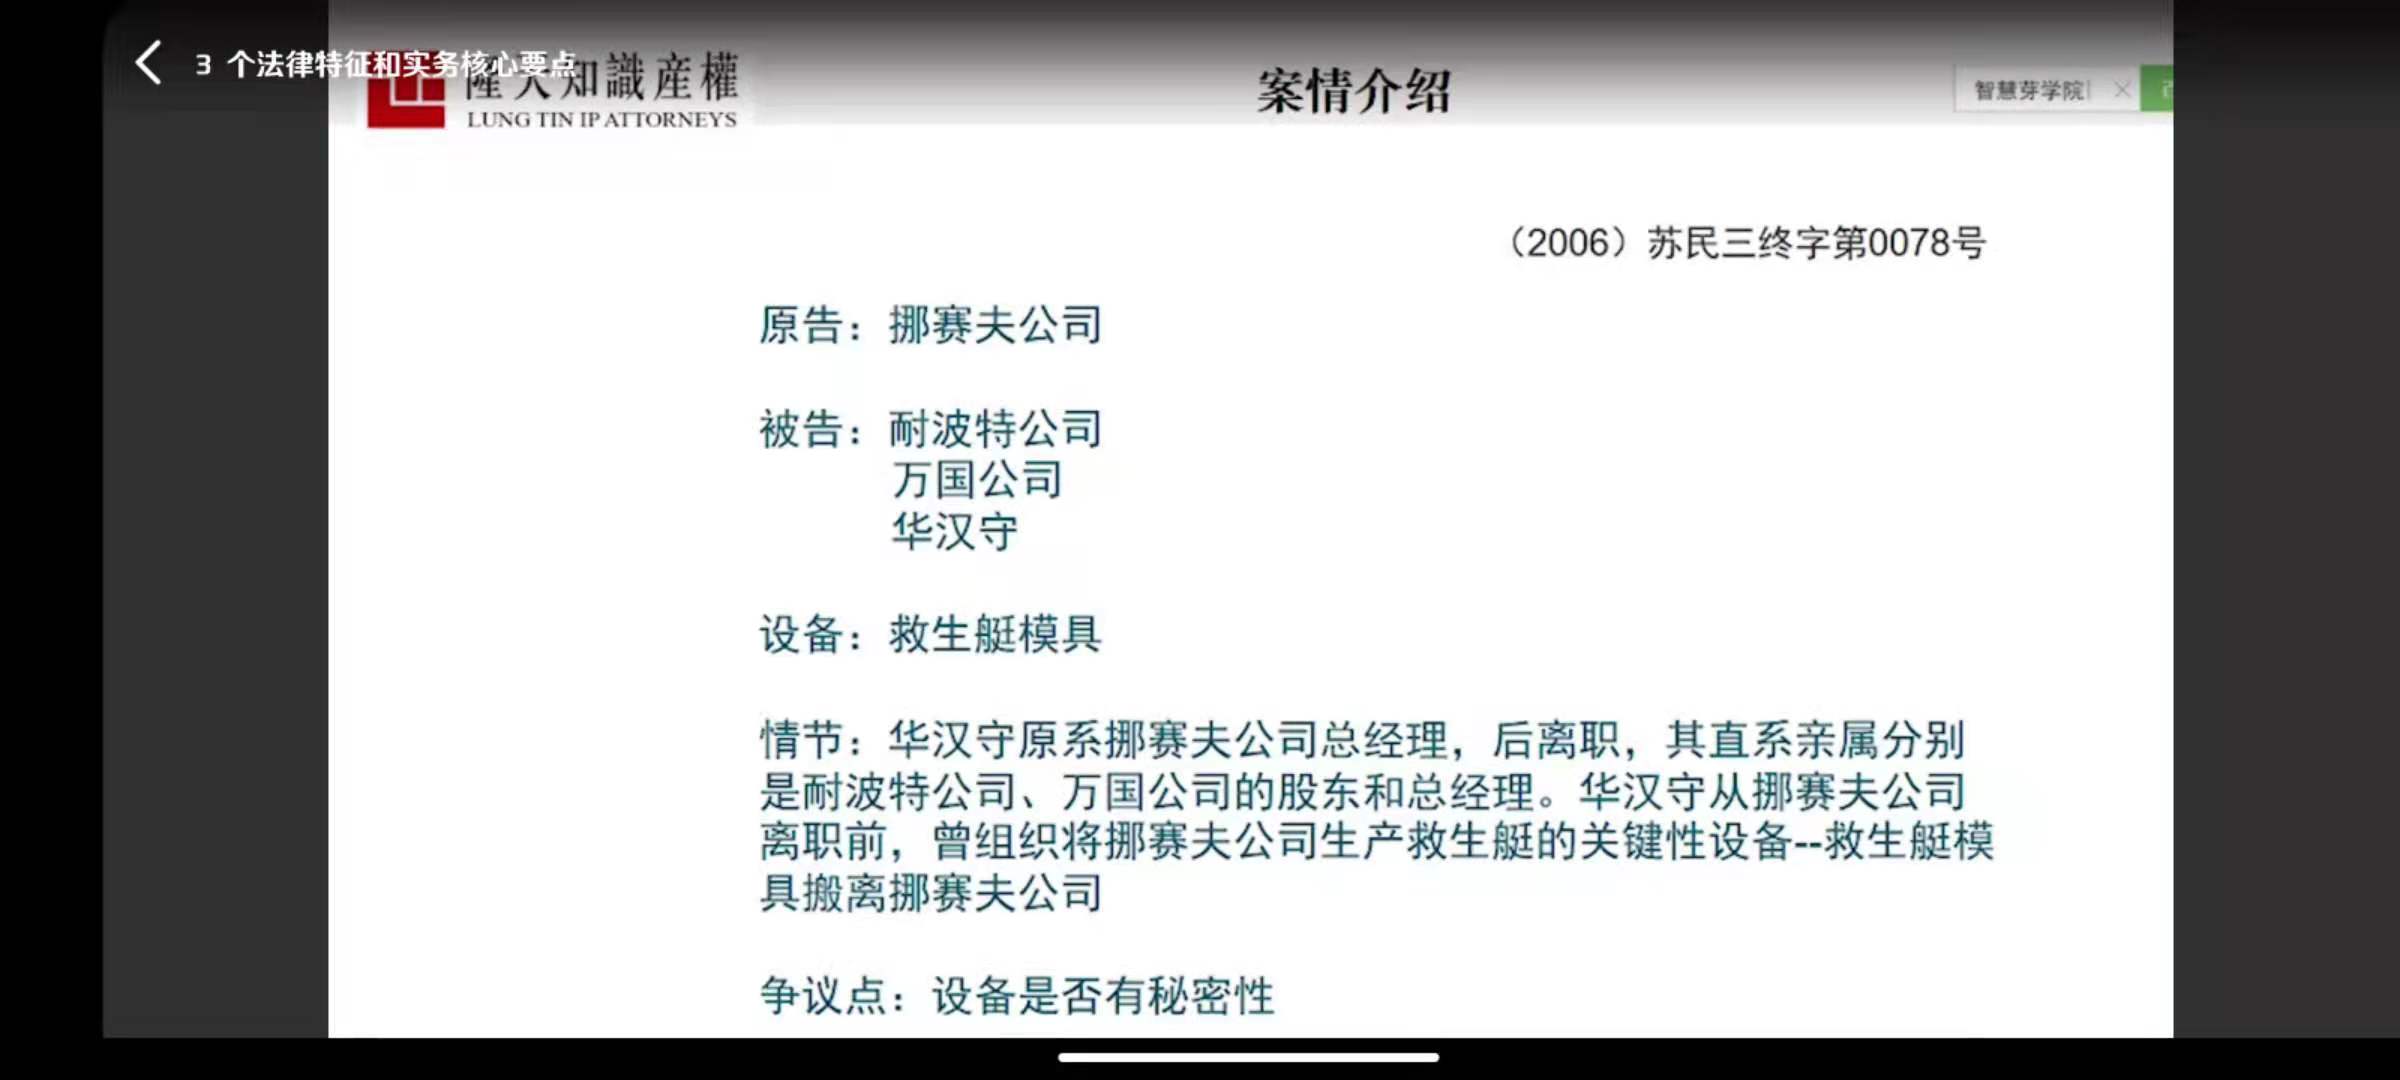 3 个法律特征和实务核心要点
隆天知識産權
LUNG TIN IP ATTORNEYS
案情介绍
智慧芽学院
（2006）苏民三终字第0078号
原告：挪赛夫公司
被告：耐波特公司
万国公司
华汉守
设备：救生艇模具
情节：华汉守原系挪赛夫公司总经理，后离职，其直系亲属分别
是耐波特公司、万国公司的股东和总经理。华汉守从挪赛夫公司
离职前，曾组织将挪赛夫公司生产救生艇的关键性设备--救生艇模
具搬离挪赛夫公司
争议点：设备是否有秘密性